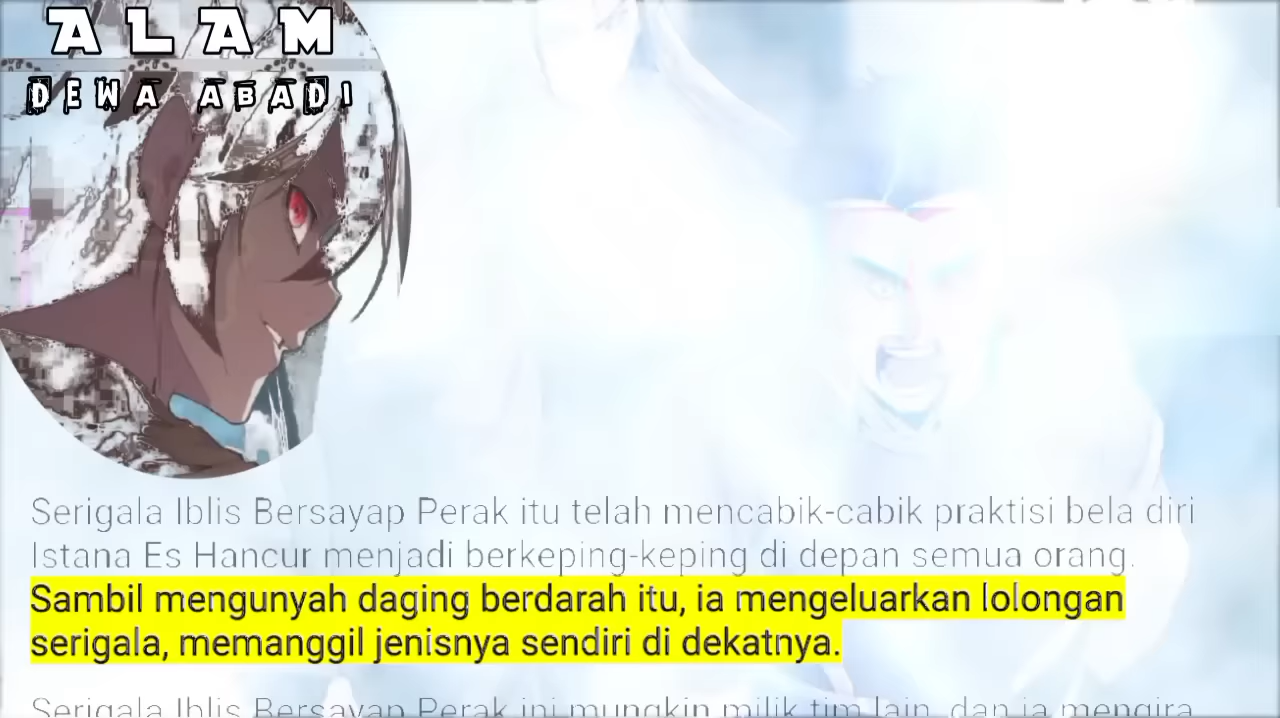 ALAM
DEWA ABADI
Serigala Iblis Bersayap Perak itu telah mencabik-cabik praktisi bela diri
Istana Es Hancur menjadi berkeping-keping di depan semua orang.
Sambil mengunyah daging berdarah itu, ia mengeluarkan lolongan
serigala, memanggil jenisnya sendiri di dekatnya.
Serigala Iblis Bersayap Perak ini mungkin milik tim lain, dan ia mengira